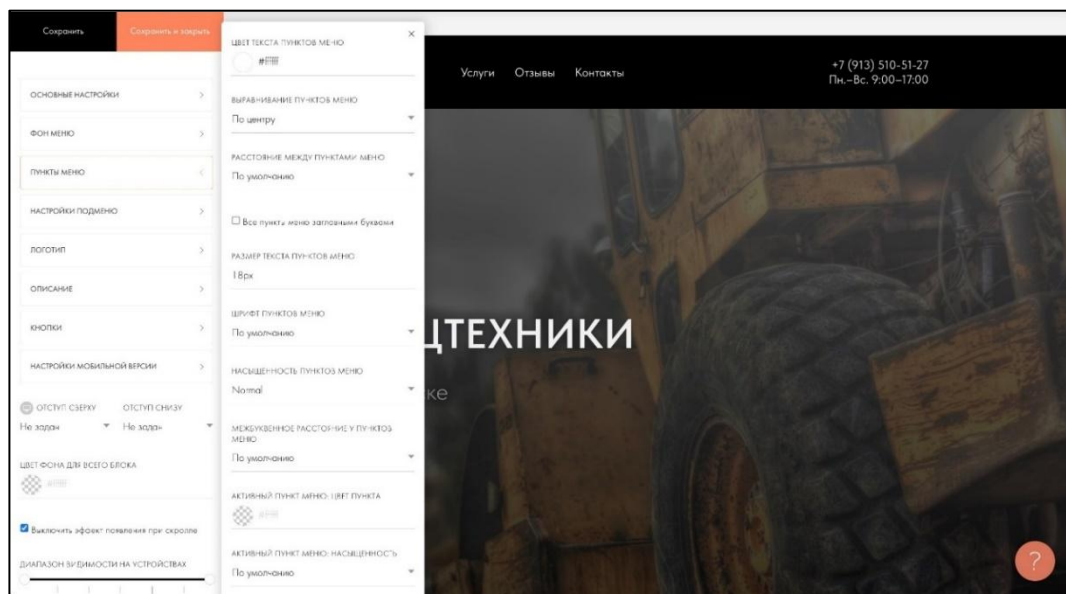 Сохранить
Сохранить и закрыть
ОСНОВНЫЕ НАСТРОЙКИ
ФОН МЕНЮ
ПУНКТЫ МЕНЮ
НАСТРОЙКИ ПОДМЕНЮ
ЛОГОТИП
ОПИСАНИЕ
КНОПКИ
НАСТРОЙКИ МОБИЛЬНОЙ ВЕРСИИ
ОТСТУП СВЕРХУ
ОТСТУП СНИЗУ
Не задан
Не задан
ЦВЕТ ФОНА ДЛЯ ВСЕГО БЛОКА
#ffffff
Выключить эффект появления при скролле
ДИАПАЗОН ВИДИМОСТИ НА УСТРОЙСТВАХ
ЦВЕТ ТЕКСТА ПУНКТОВ МЕНЮ
#ffffff
ВЫРАВНИВАНИЕ ПУНКТОВ МЕНЮ
По центру
РАССТОЯНИЕ МЕЖДУ ПУНКТАМИ МЕНЮ
По умолчанию
Все пункты меню заглавными буквами
РАЗМЕР ТЕКСТА ПУНКТОВ МЕНЮ
18px
ШРИФТ ПУНКТОВ МЕНЮ
По умолчанию
НАСЫЩЕННОСТЬ ПУНКТОВ МЕНЮ
Normal
МЕЖБУКВЕННОЕ РАССТОЯНИЕ У ПУНКТОВ
МЕНЮ
По умолчанию
АКТИВНЫЙ ПУНКТ МЕНЮ: ЦВЕТ ПУНКТА
#ffffff
АКТИВНЫЙ ПУНКТ МЕНЮ: НАСЫЩЕННОСТЬ
По умолчанию
Услуги Отзывы Контакты
+7 (913) 510-51-27
Пн.–Вс. 9:00–17:00
ЦТЕХНИКИ
ке
?